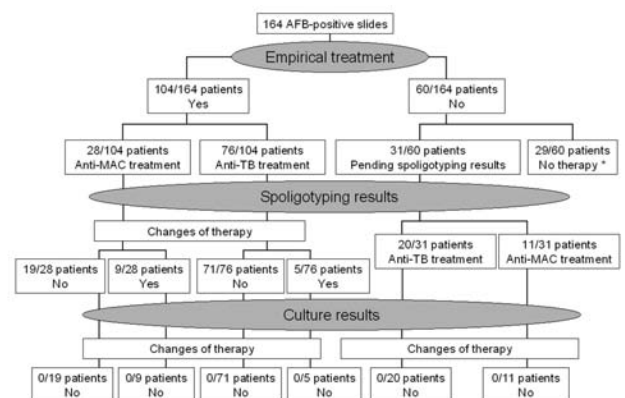 164 AFB-positive slides
Empirical treatment
104/164 patients
Yes
60/164 patients
No
28/104 patients
Anti-MAC treatment
76/104 patients
Anti-TB treatment
31/60 patients
Pending spoligotyping results
29/60 patients
No therapy *
Spoligotyping results
Changes of therapy
20/31 patients
Anti-TB treatment
11/31 patients
Anti-MAC treatment
19/28 patients
No
9/28 patients
Yes
71/76 patients
No
5/76 patients
Yes
Culture results
Changes of therapy
Changes of therapy
0/19 patients
No
0/9 patients
No
0/71 patients
No
0/5 patients
No
0/20 patients
No
0/11 patients
No